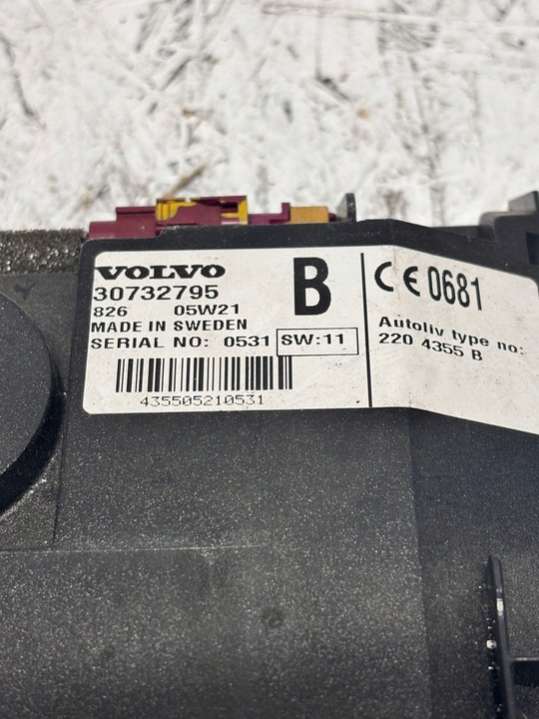 VOLVO
30732795
826 05W21
MADE IN SWEDEN
SERIAL NO: 0531 SW:11
435505210531
B
CE 0681
Autoliv type no:
220 4355 B